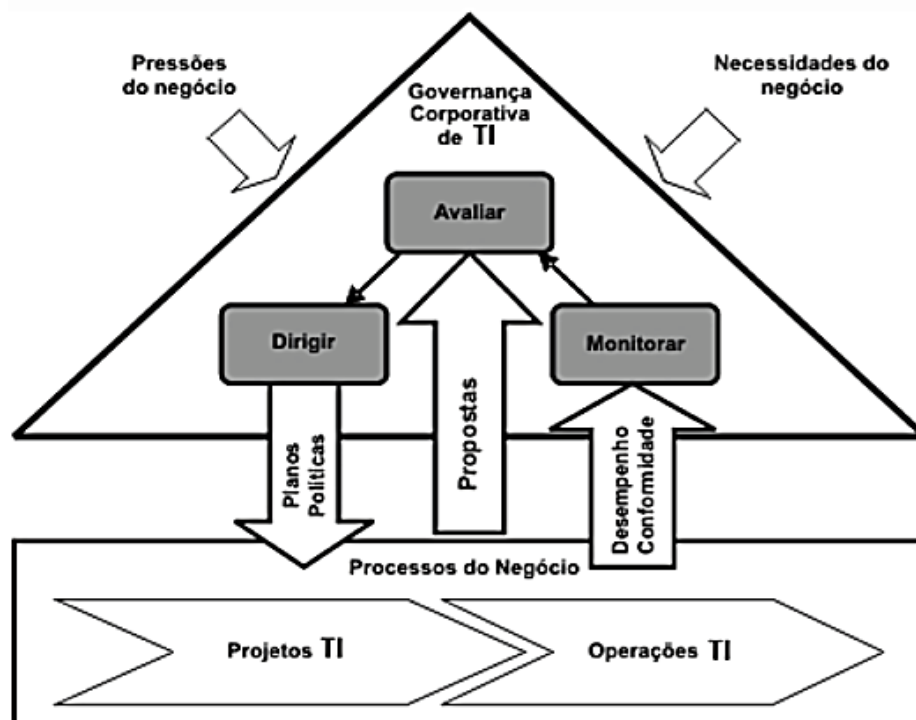 Pressões
do negócio
Necessidades do
negócio
Governança
Corporativa
de TI
Avaliar
Dirigir
Monitorar
Planos
Políticas
Propostas
Desempenho
Conformidade
Processos do Negócio
Projetos TI
Operações TI